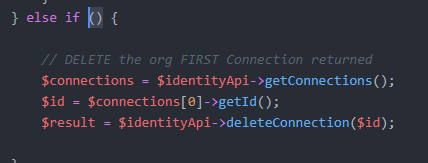 } else if () {
// DELETE the org FIRST Connection returned
$connections = $identityApi->getConnections();
$id = $connections[0]->getId();
$result = $identityApi->deleteConnection($id);